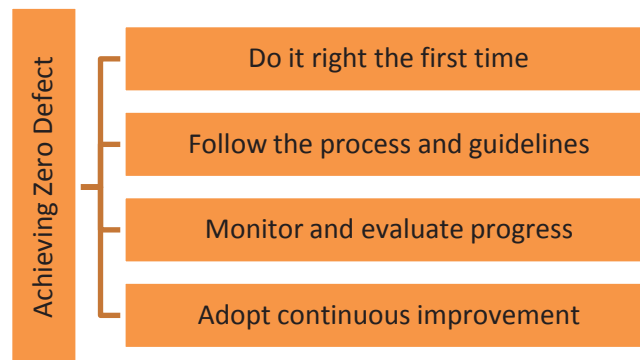 Achieving Zero Defect
Do it right the first time
Follow the process and guidelines
Monitor and evaluate progress
Adopt continuous improvement